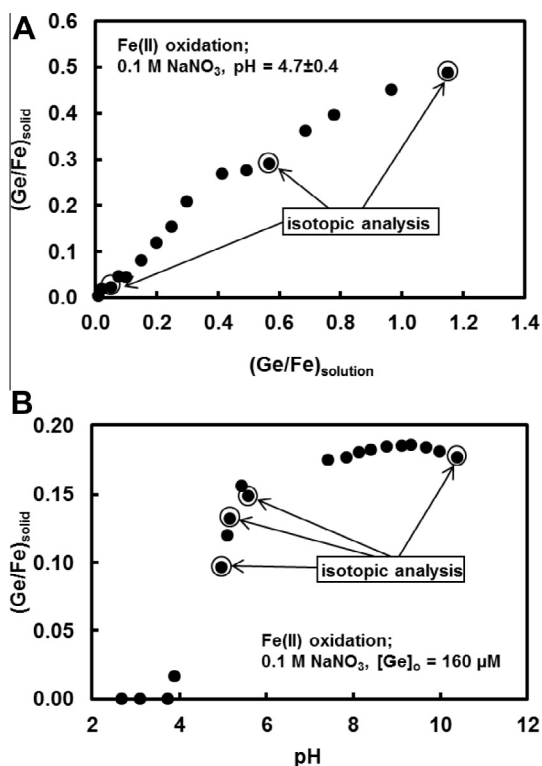 A
Fe(II) oxidation;
0.1 M NaNO₃, pH = 4.7±0.4
0.6
0.5
0.4
0.3
0.2
0.1
0.0
(Ge/Fe)solid
isotopic analysis
0.0 0.2 0.4 0.6 0.8 1.0 1.2 1.4
(Ge/Fe)solution
B
0.20
0.15
0.10
0.05
0.00
(Ge/Fe)solid
isotopic analysis
Fe(II) oxidation;
0.1 M NaNO₃, [Ge]ₒ = 160 µM
2 4 6 8 10 12
pH